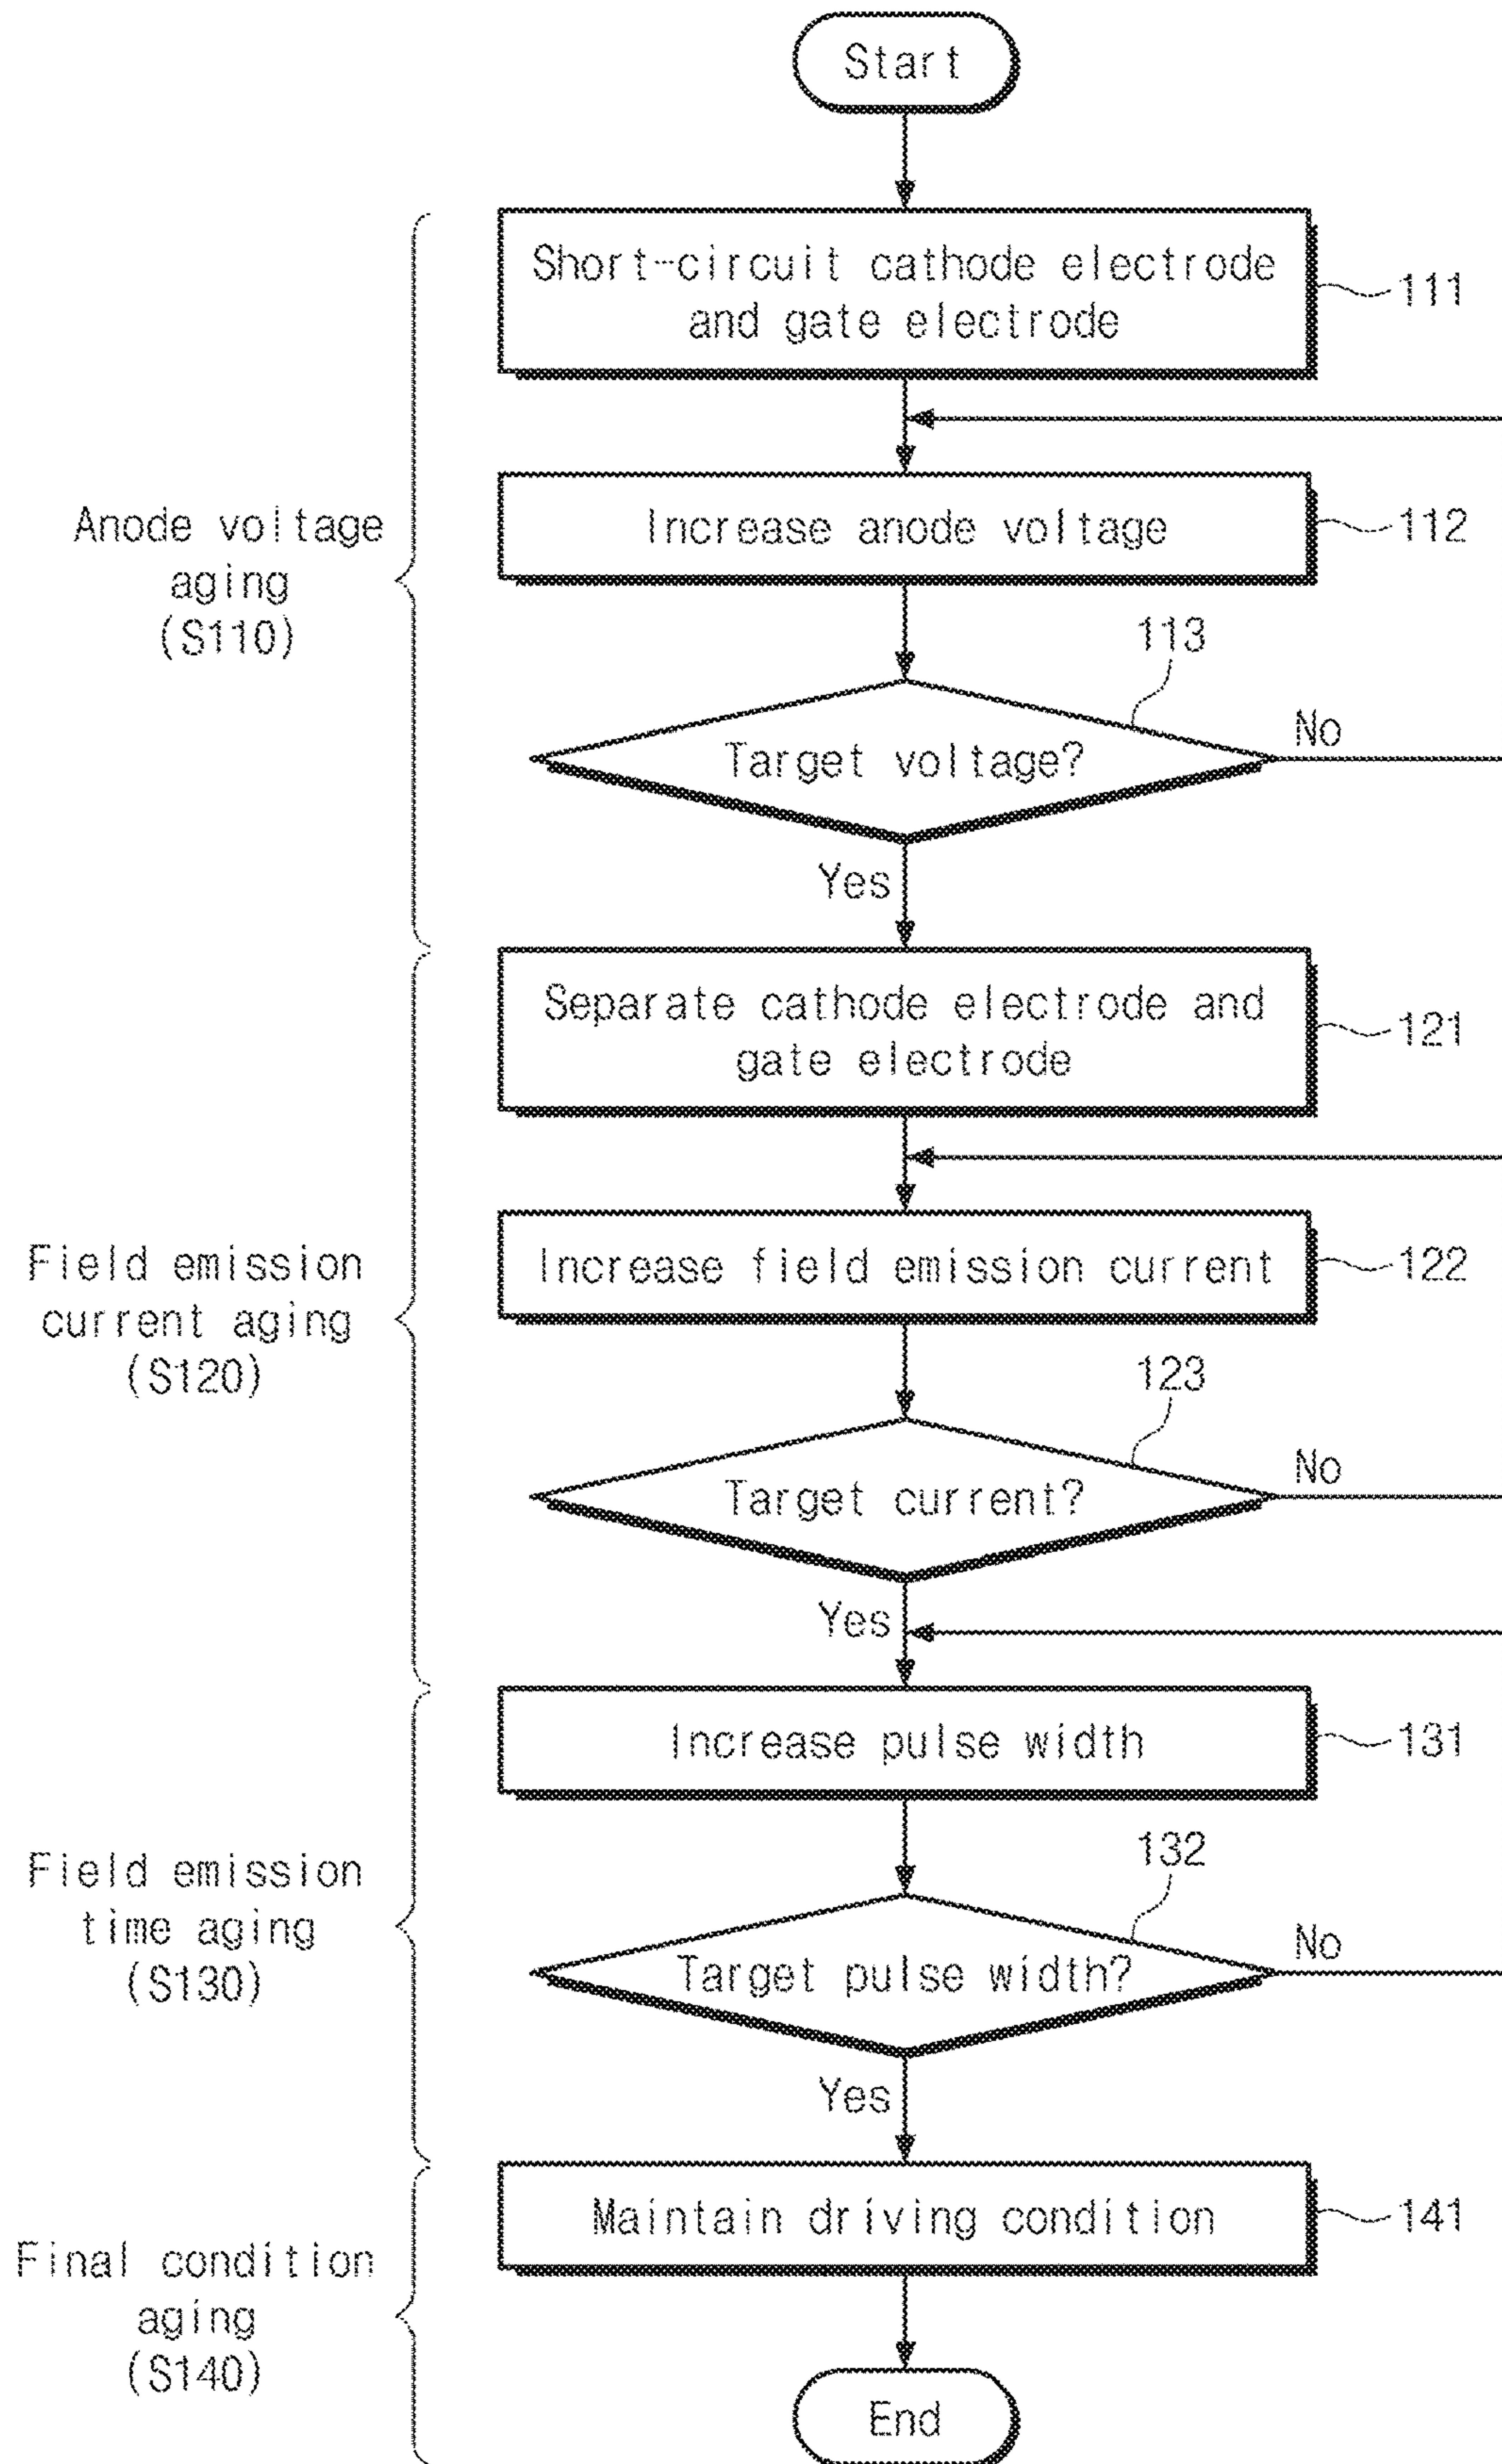 Start
Short-circuit cathode electrode
and gate electrode
111
Increase anode voltage
112
Anode voltage
aging
(S110)
113
Target voltage?
No
Yes
Separate cathode electrode and
gate electrode
121
Increase field emission current
122
Field emission
current aging
(S120)
123
Target current?
No
Yes
Increase pulse width
131
Field emission
time aging
(S130)
132
Target pulse width?
No
Yes
Maintain driving condition
141
Final condition
aging
(S140)
End